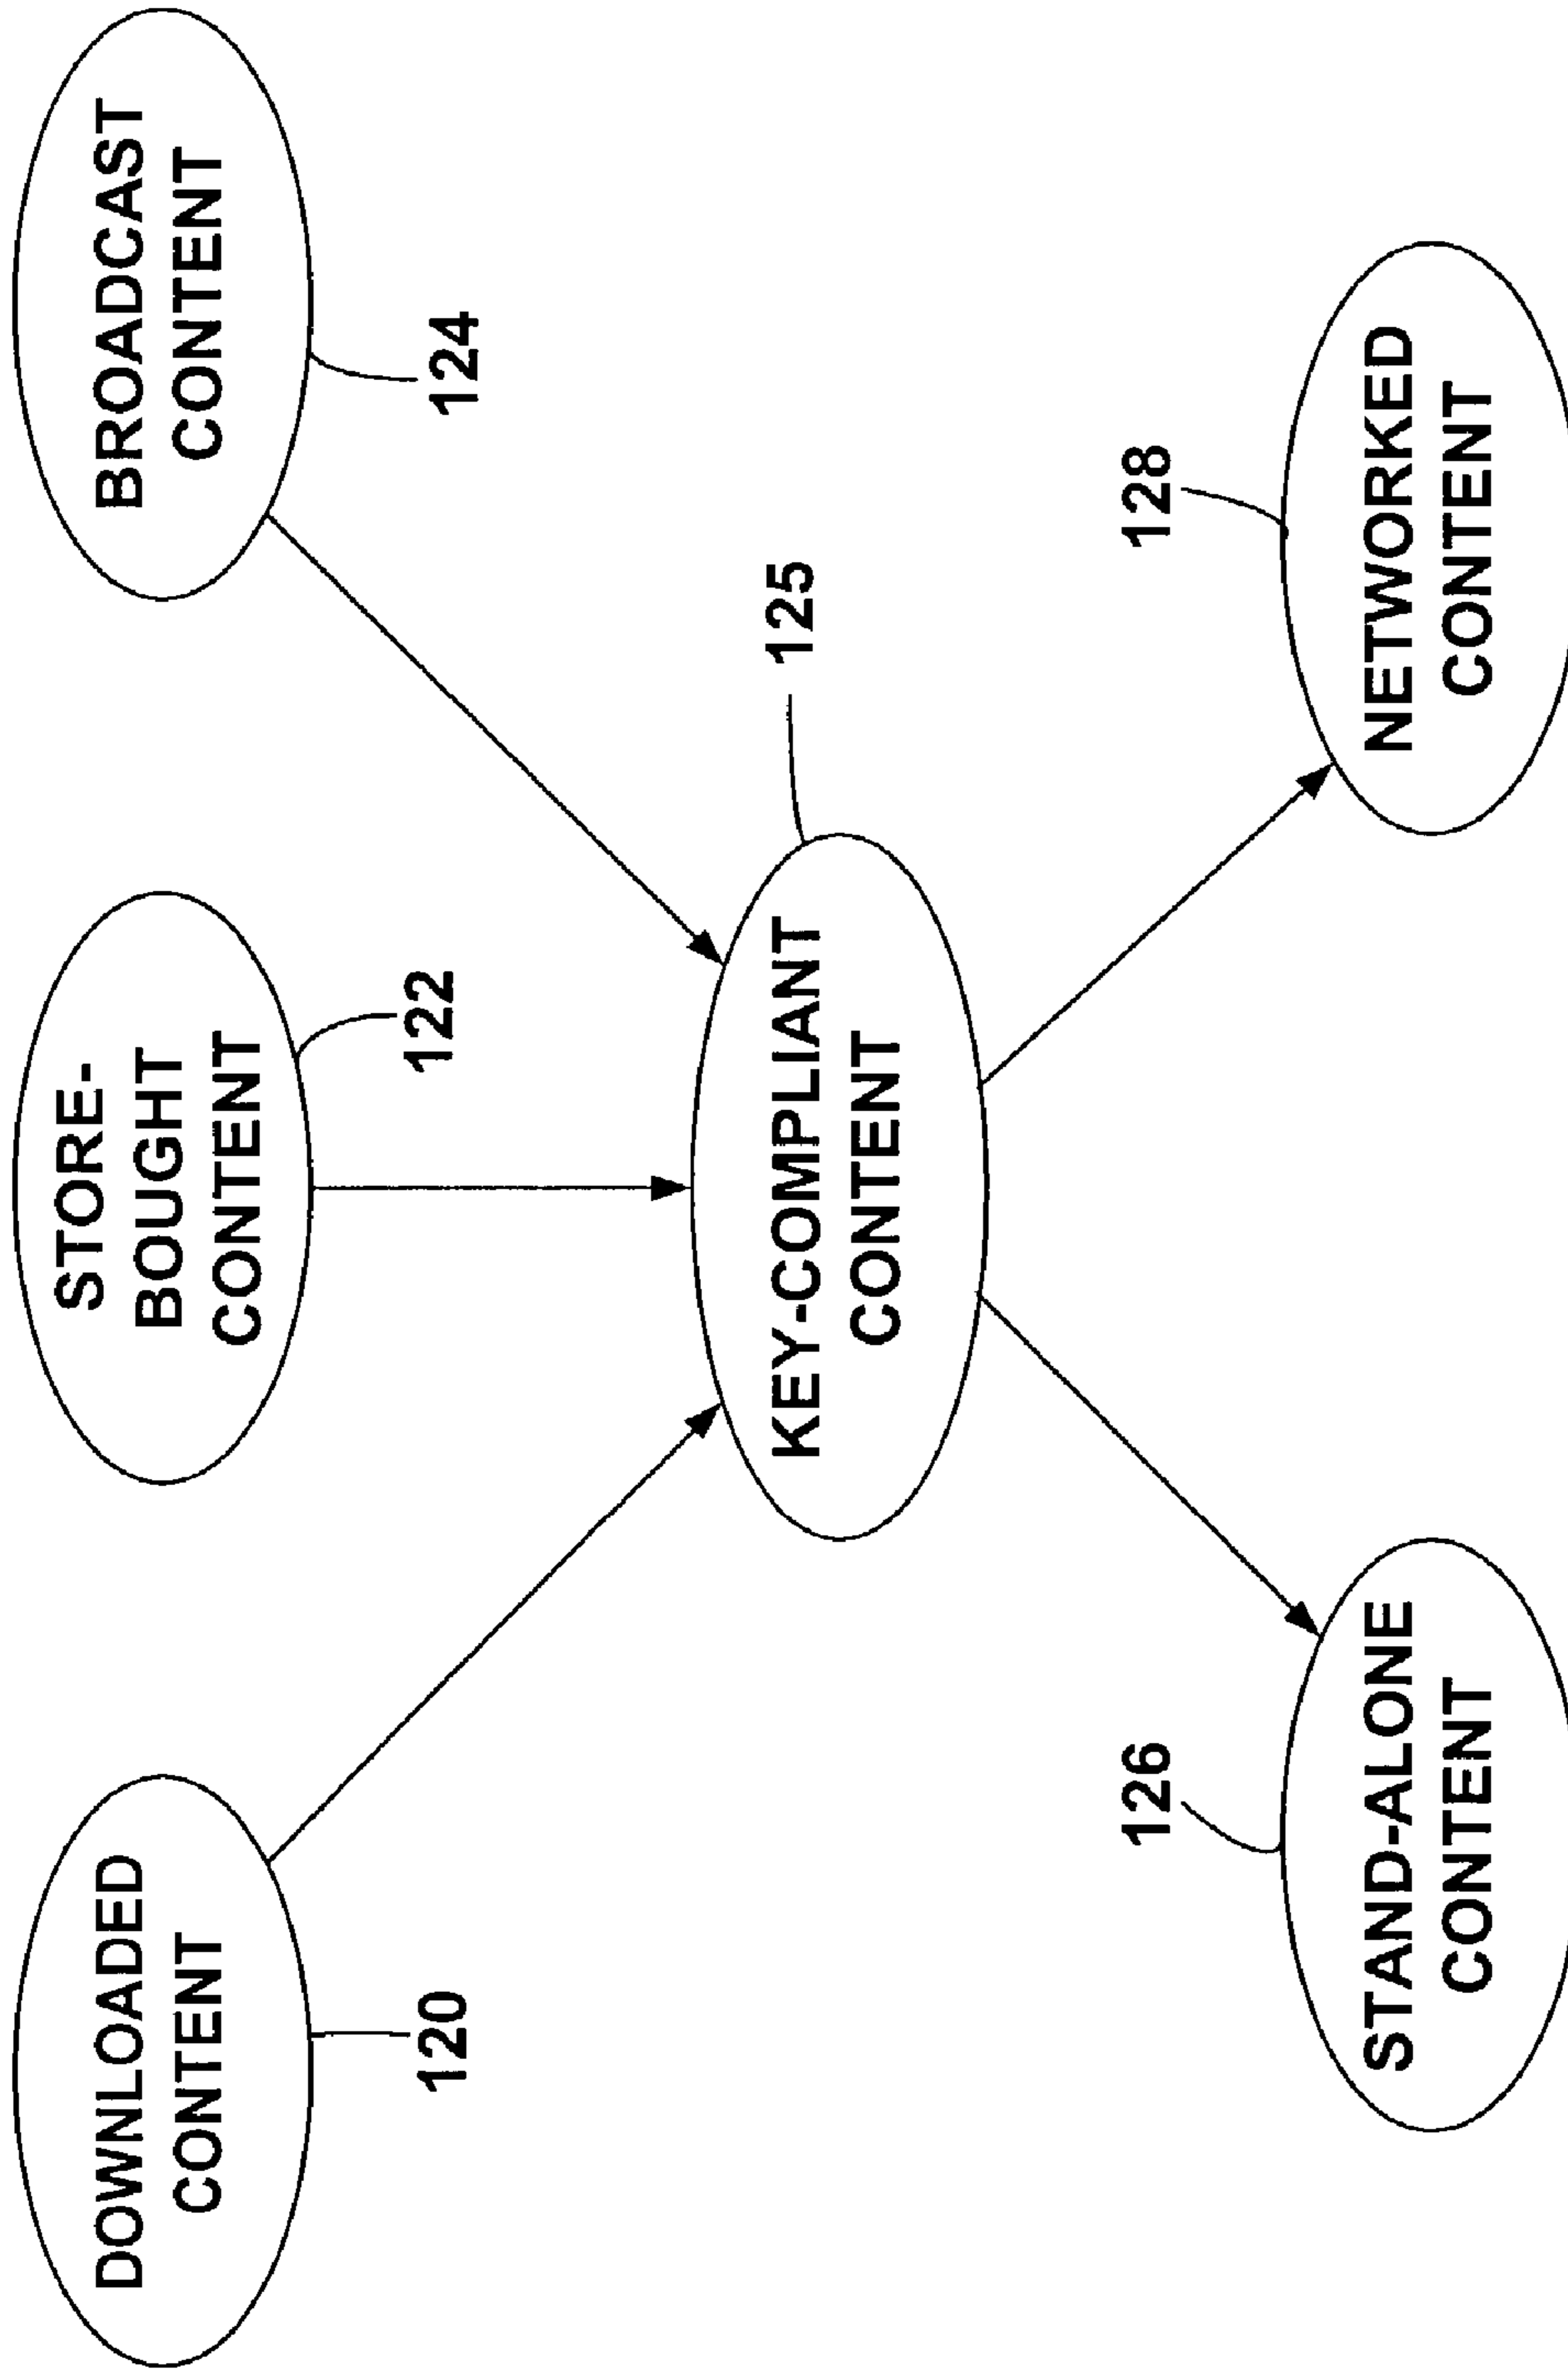 DOWNLOADED
CONTENT
120
STORE-
BOUGHT
CONTENT
122
BROADCAST
CONTENT
124
KEY-COMPLIANT
CONTENT
125
126
STAND-ALONE
CONTENT
128
NETWORKED
CONTENT